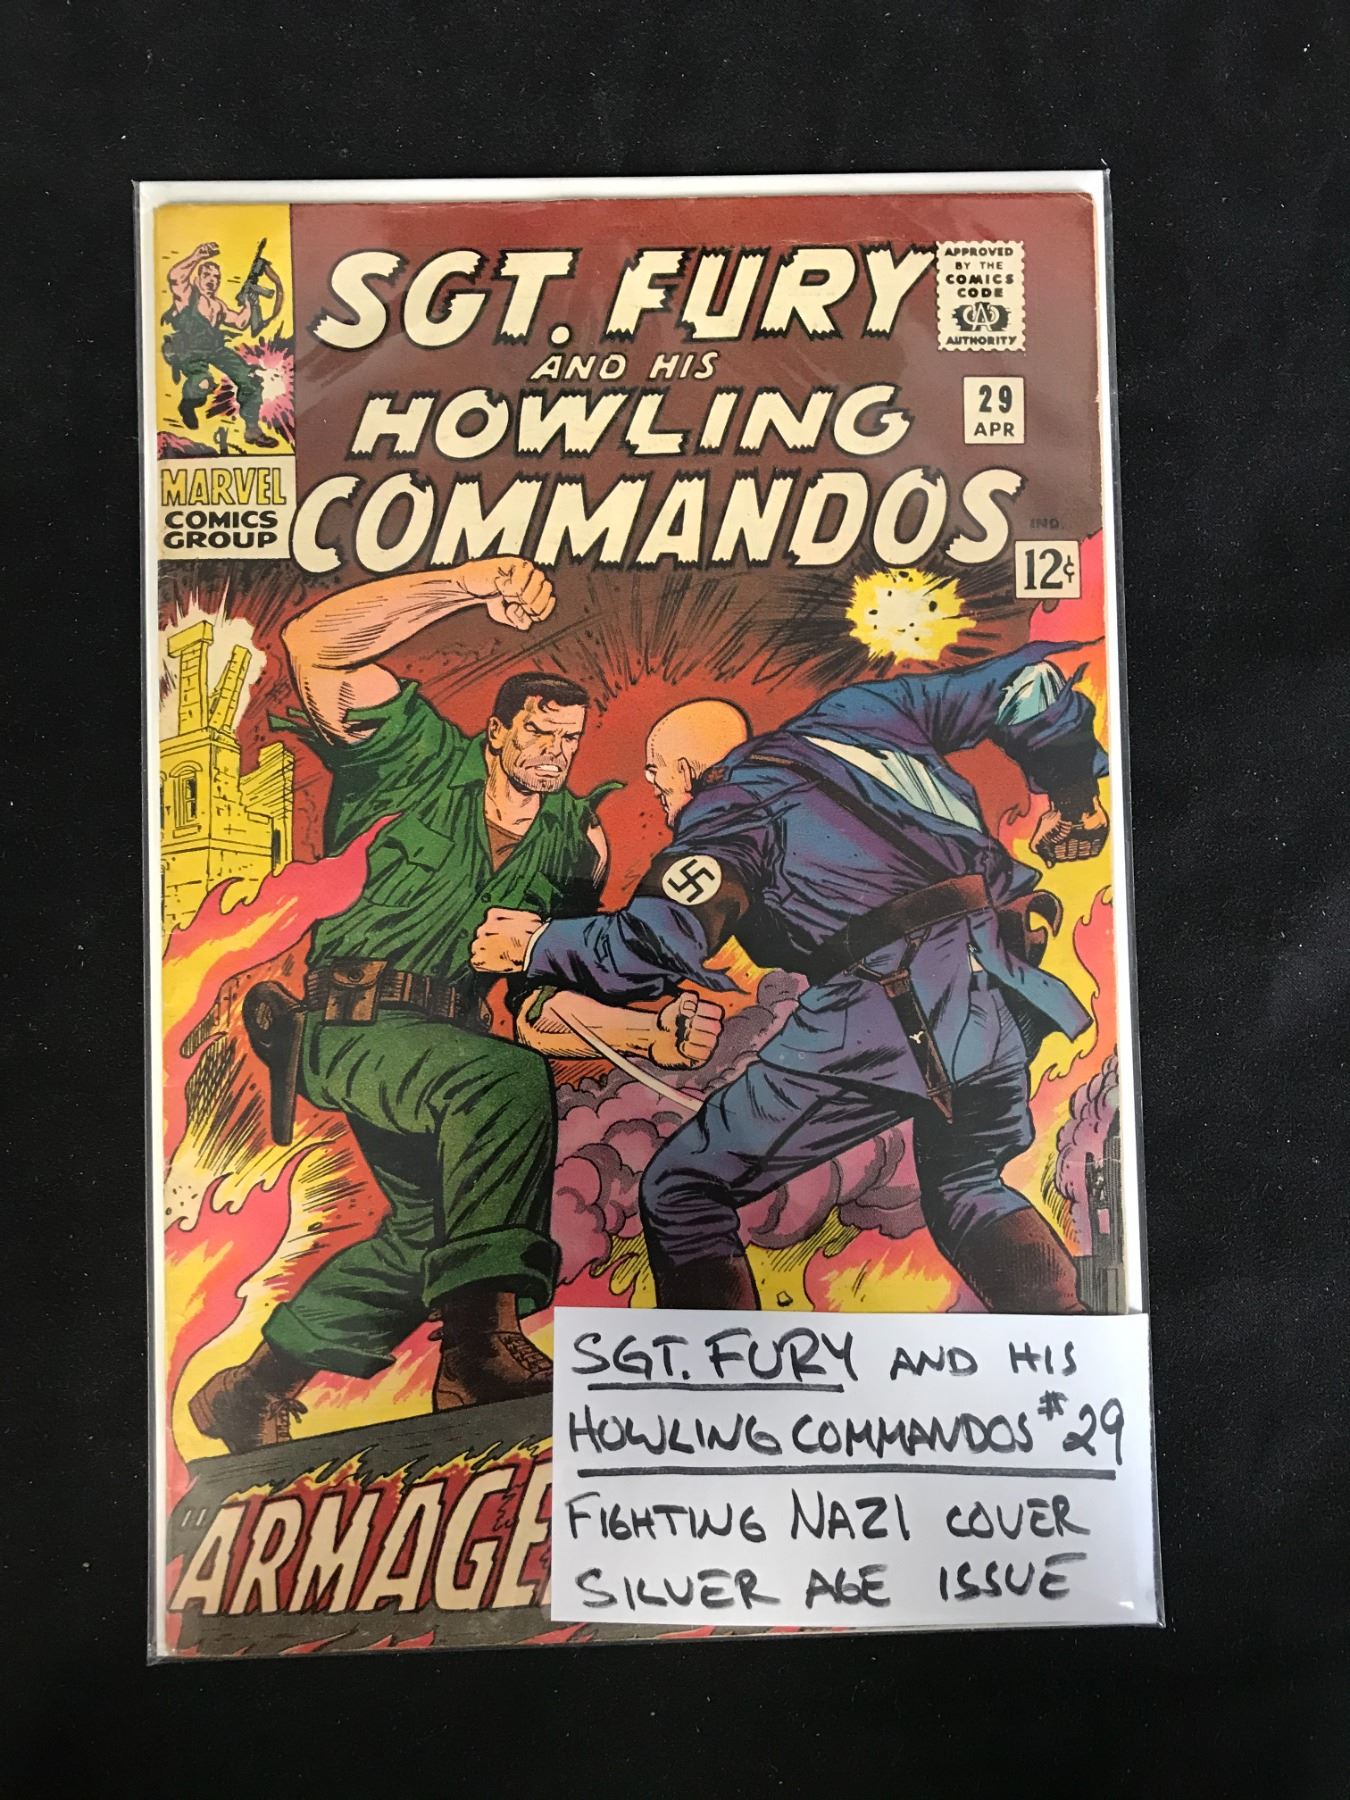 SGT. FURY
AND HIS
HOWLING
COMMANDOS
APPROVED
BY THE
COMICS
CODE
CA
AUTHORITY
29
APR
MARVEL
COMICS
GROUP
IND.
12¢
"ARMAGE
SGT. FURY AND HIS
HOWLING COMMANDOS #29
FIGHTING NAZI COVER
SILVER AGE ISSUE